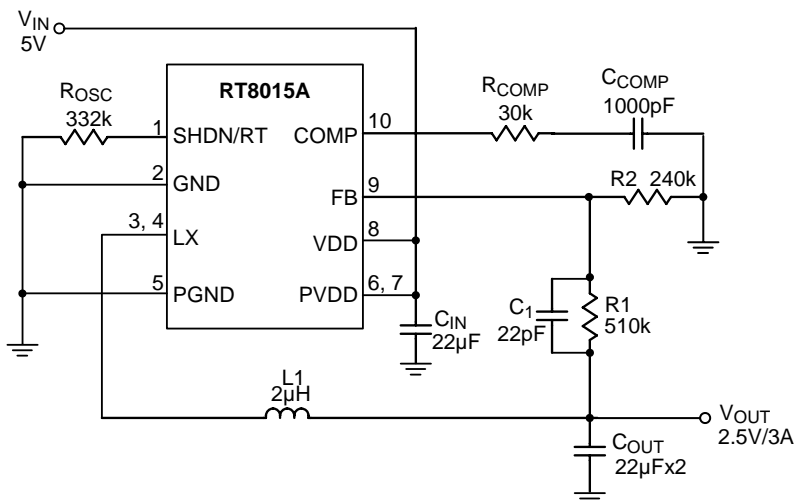 VIN
5V
ROSC
332k
RT8015A
RCOMP
30k
CCOMP
1000pF
1
SHDN/RT
COMP
10
2
GND
FB
9
R2 240k
3, 4
LX
VDD
8
5
PGND
PVDD
6, 7
CIN
22µF
C1
22pF
R1
510k
L1
2µH
VOUT
2.5V/3A
COUT
22µFx2